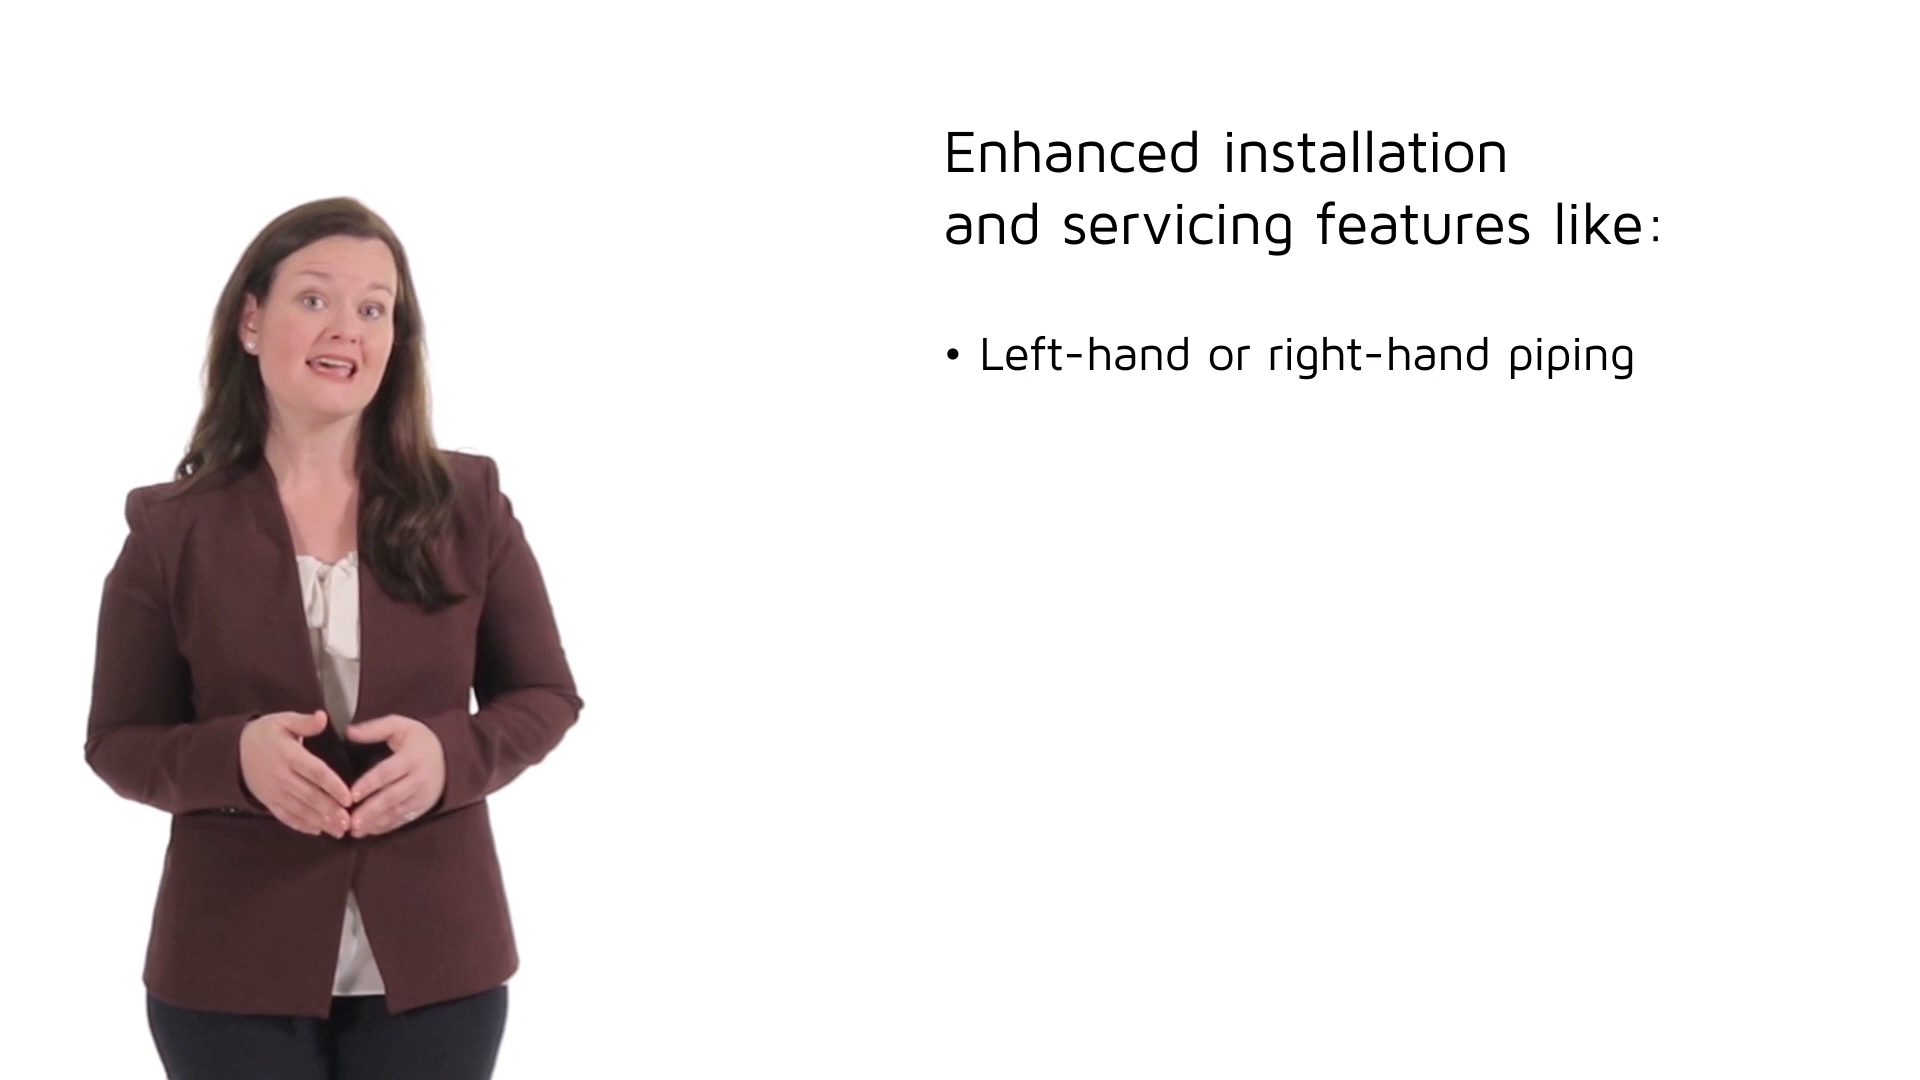 Enhanced installation
and servicing features like:
• Left-hand or right-hand piping